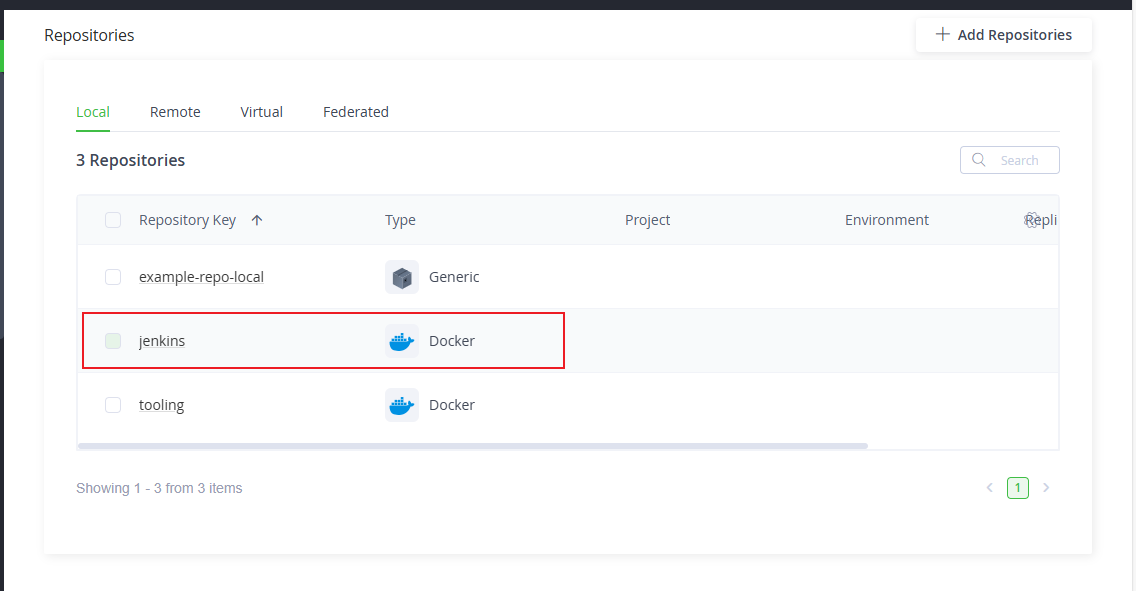 Repositories
Add Repositories
Local Remote Virtual Federated
3 Repositories
Search
Repository Key Type Project Environment Repli
example-repo-local Generic
jenkins Docker
tooling Docker
Showing 1 - 3 from 3 items
1